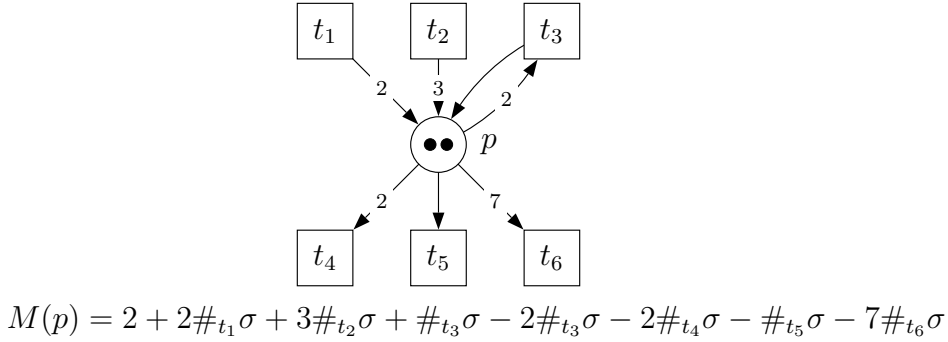 t₁ t₂ t₃
2 3 2
p
2 7
t₄ t₅ t₆
M(p) = 2 + 2#ₜ₁σ + 3#ₜ₂σ + #ₜ₃σ − 2#ₜ₃σ − 2#ₜ₄σ − #ₜ₅σ − 7#ₜ₆σ